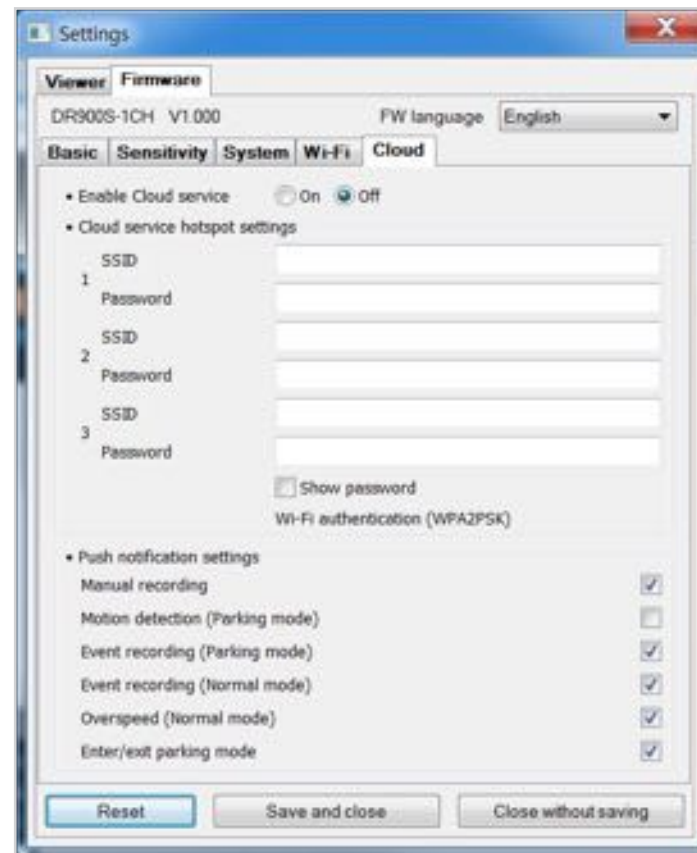 Settings
Viewer Firmware
DR900S-1CH V1.000 FW language English
Basic Sensitivity System Wi-Fi Cloud
• Enable Cloud service On Off
• Cloud service hotspot settings
SSID
1
Password
SSID
2
Password
SSID
3
Password
Show password
Wi-Fi authentication (WPA2PSK)
• Push notification settings
Manual recording
Motion detection (Parking mode)
Event recording (Parking mode)
Event recording (Normal mode)
Overspeed (Normal mode)
Enter/exit parking mode
Reset Save and close Close without saving